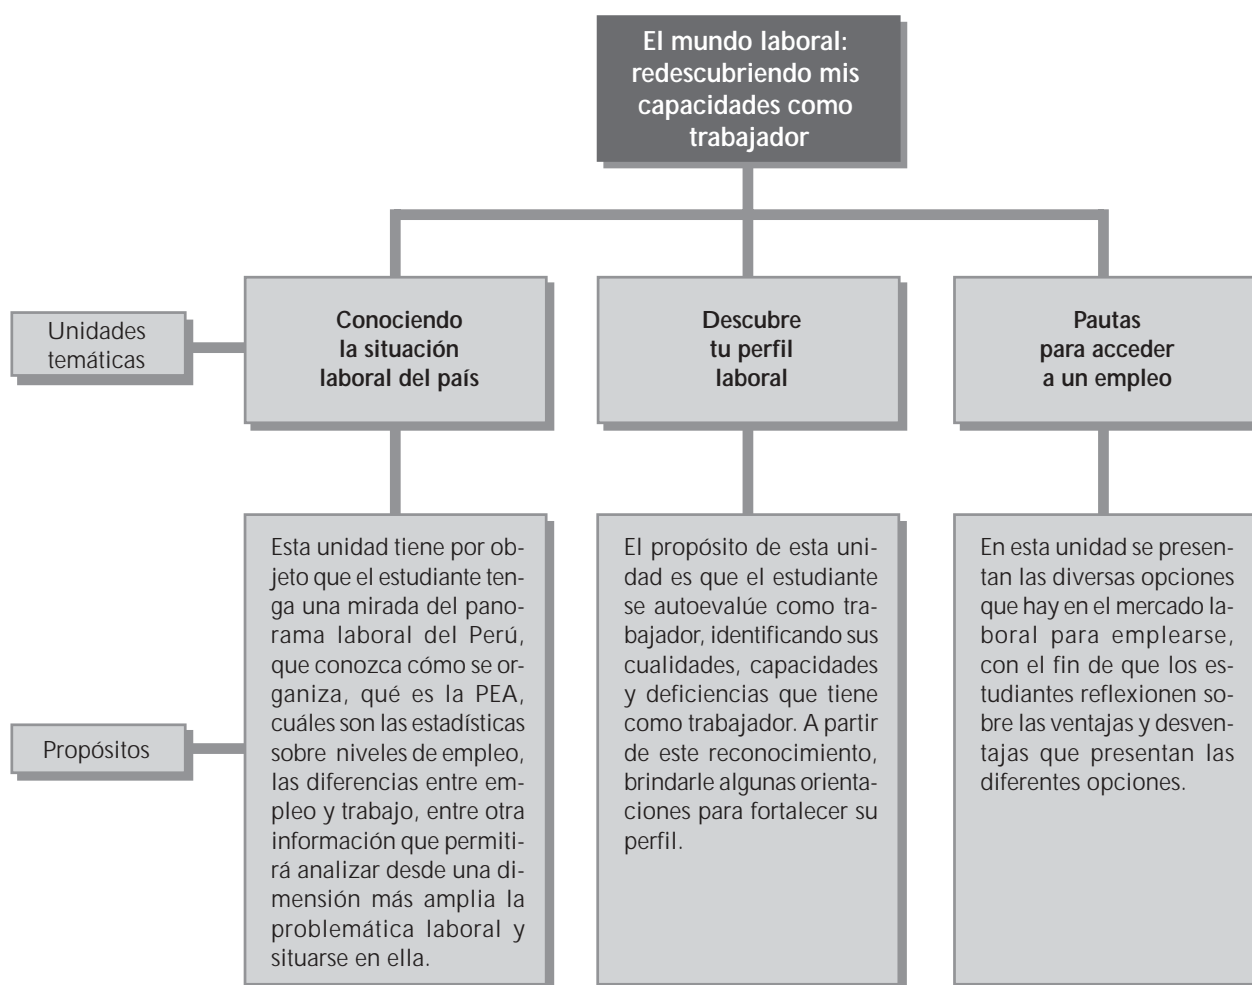 El mundo laboral:
redescubriendo mis
capacidades como
trabajador
Unidades
temáticas
Conociendo
la situación
laboral del país
Descubre
tu perfil
laboral
Pautas
para acceder
a un empleo
Propósitos
Esta unidad tiene por ob-
jeto que el estudiante ten-
ga una mirada del pano-
rama laboral del Perú,
que conozca cómo se or-
ganiza, qué es la PEA,
cuáles son las estadísticas
sobre niveles de empleo,
las diferencias entre em-
pleo y trabajo, entre otra
información que permiti-
rá analizar desde una di-
mensión más amplia la
problemática laboral y
situarse en ella.
El propósito de esta uni-
dad es que el estudiante
se autoevalúe como tra-
bajador, identificando sus
cualidades, capacidades
y deficiencias que tiene
como trabajador. A partir
de este reconocimiento,
brindarle algunas orienta-
ciones para fortalecer su
perfil.
En esta unidad se presen-
tan las diversas opciones
que hay en el mercado la-
boral para emplearse,
con el fin de que los es-
tudiantes reflexionen so-
bre las ventajas y desven-
tajas que presentan las
diferentes opciones.